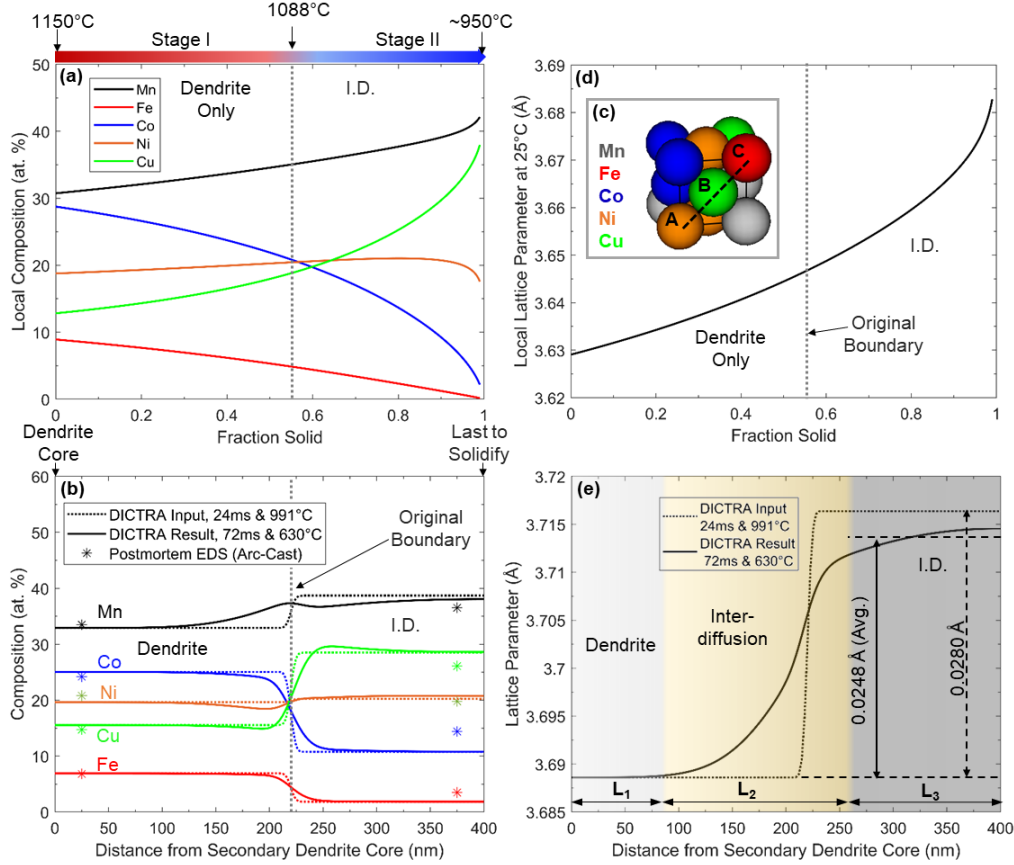 1150°C
1088°C
~950°C
Stage I
Stage II
(a)
50
40
30
20
10
0
Local Composition (at. %)
Mn
Fe
Co
Ni
Cu
Dendrite
Only
I.D.
0
0.2
0.4
0.6
0.8
1
Fraction Solid
(d)
3.69
3.68
3.67
3.66
3.65
3.64
3.63
3.62
Local Lattice Parameter at 25°C (Å)
(c)
Mn
Fe
Co
Ni
Cu
A
B
C
I.D.
Dendrite
Only
Original
Boundary
0
0.2
0.4
0.6
0.8
1
Fraction Solid
Dendrite
Core
Last to
Solidify
(b)
60
50
40
30
20
10
0
Composition (at. %)
DICTRA Input, 24ms & 991°C
DICTRA Result, 72ms & 630°C
Postmortem EDS (Arc-Cast)
Original
Boundary
Mn
I.D.
Dendrite
Co
Ni
Cu
Fe
0
50
100
150
200
250
300
350
400
Distance from Secondary Dendrite Core (nm)
(e)
3.72
3.715
3.71
3.705
3.7
3.695
3.69
3.685
Lattice Parameter (Å)
DICTRA Input
24ms & 991°C
DICTRA Result
72ms & 630°C
I.D.
Inter-
diffusion
Dendrite
0.0248 Å (Avg.)
0.0280 Å
L₁
L₂
L₃
0
50
100
150
200
250
300
350
400
Distance from Secondary Dendrite Core (nm)